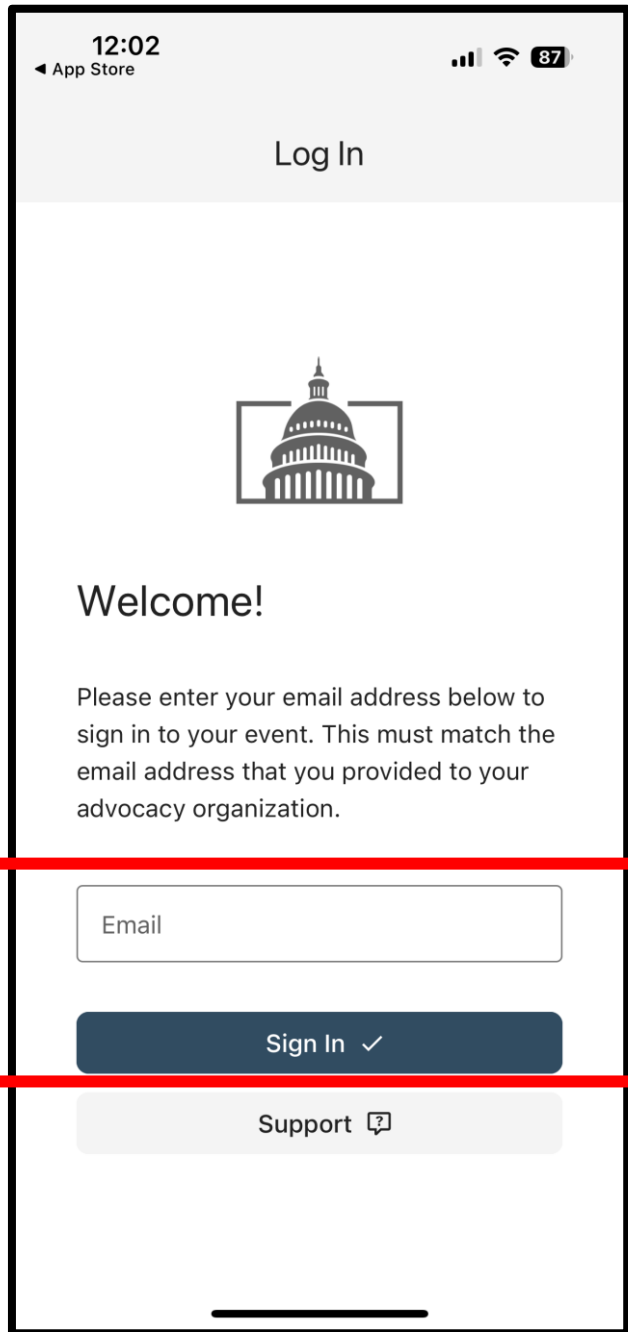 12:02
◀ App Store
87
Log In
Welcome!
Please enter your email address below to
sign in to your event. This must match the
email address that you provided to your
advocacy organization.
Email
Sign In ✓
Support ?